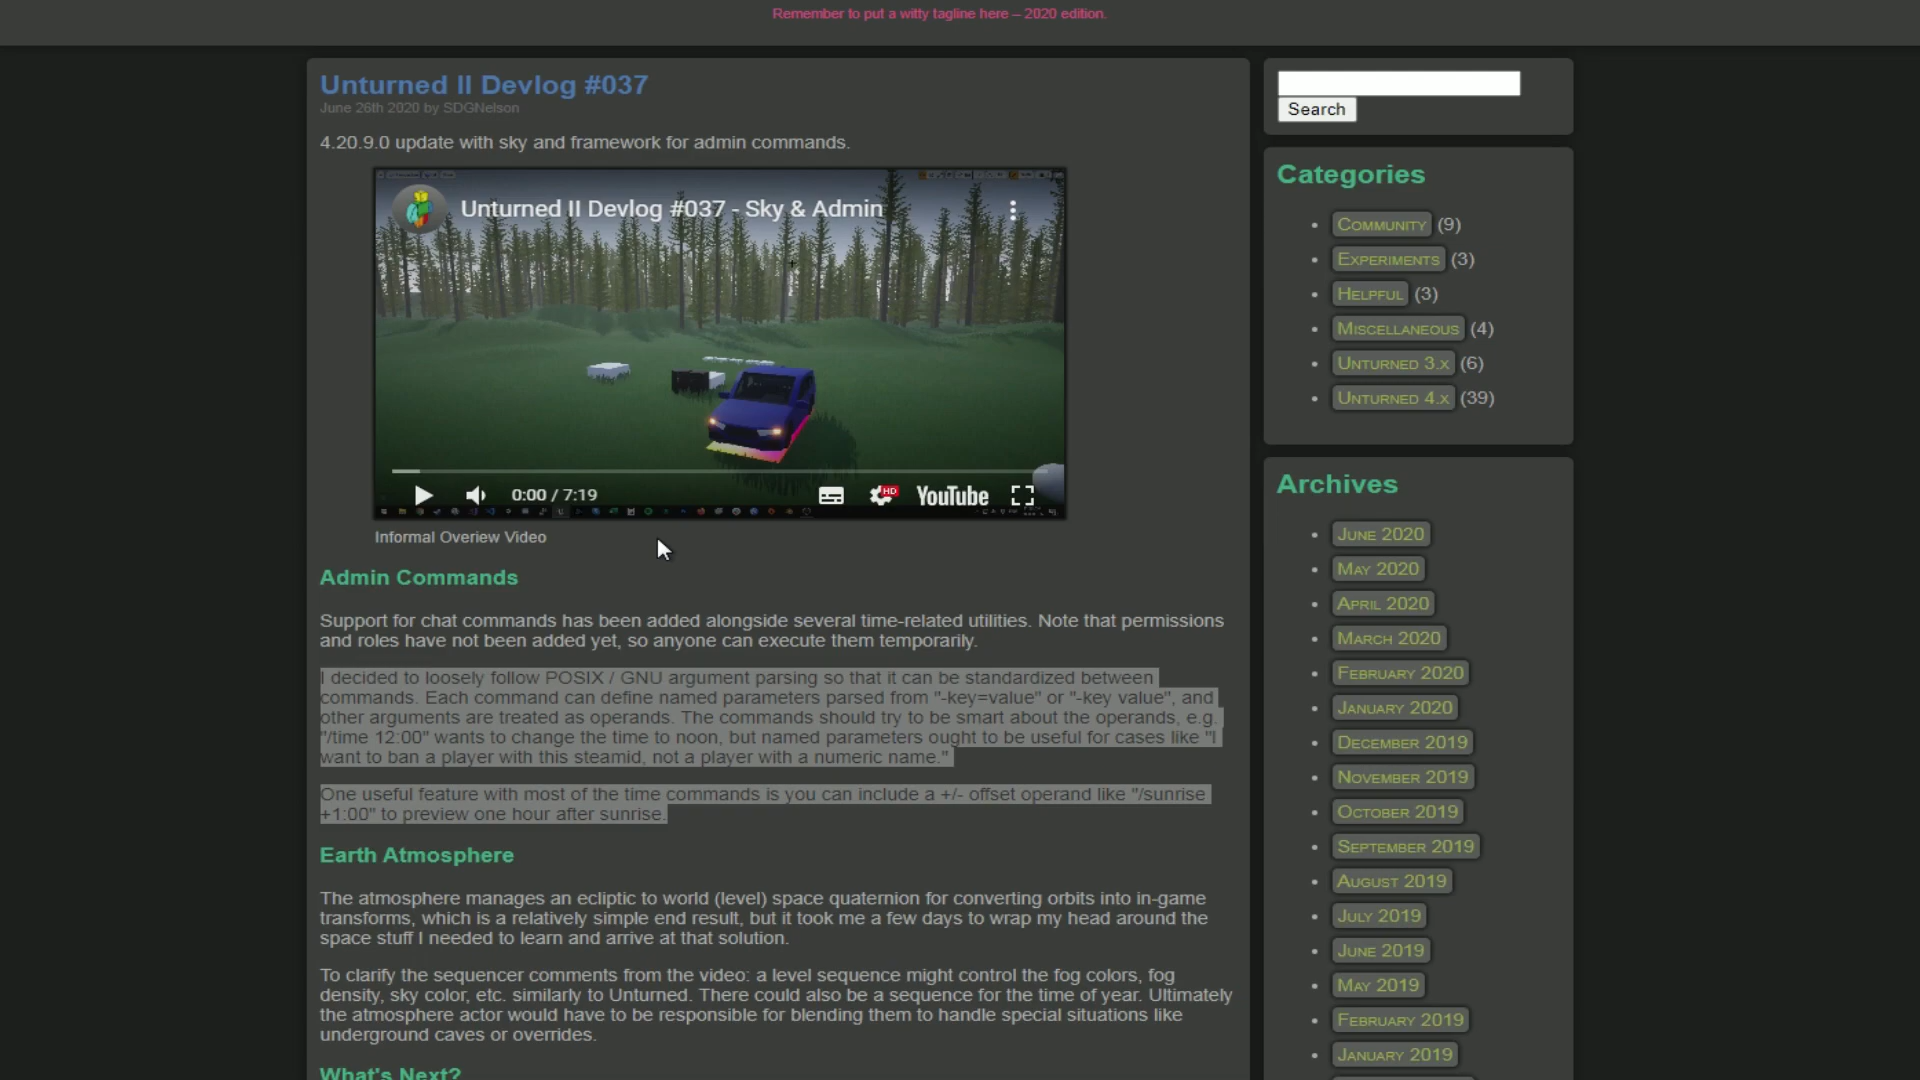 Remember to put a witty tagline here – 2020 edition.
Unturned II Devlog #037
June 26th 2020 by SDGNelson
4.20.9.0 update with sky and framework for admin commands.
Unturned II Devlog #037 - Sky & Admin
0:00 / 7:19
HD
YouTube
Informal Overiew Video
Admin Commands
Support for chat commands has been added alongside several time-related utilities. Note that permissions
and roles have not been added yet, so anyone can execute them temporarily.
I decided to loosely follow POSIX / GNU argument parsing so that it can be standardized between
commands. Each command can define named parameters parsed from "-key=value" or "-key value", and
other arguments are treated as operands. The commands should try to be smart about the operands, e.g.
"/time 12:00" wants to change the time to noon, but named parameters ought to be useful for cases like "I
want to ban a player with this steamid, not a player with a numeric name."
One useful feature with most of the time commands is you can include a +/- offset operand like "/sunrise
+1:00" to preview one hour after sunrise.
Earth Atmosphere
The atmosphere manages an ecliptic to world (level) space quaternion for converting orbits into in-game
transforms, which is a relatively simple end result, but it took me a few days to wrap my head around the
space stuff I needed to learn and arrive at that solution.
To clarify the sequencer comments from the video: a level sequence might control the fog colors, fog
density, sky color, etc. similarly to Unturned. There could also be a sequence for the time of year. Ultimately
the atmosphere actor would have to be responsible for blending them to handle special situations like
underground caves or overrides.
What's Next?
Search
Categories
Community (9)
Experiments (3)
Helpful (3)
Miscellaneous (4)
Unturned 3.x (6)
Unturned 4.x (39)
Archives
June 2020
May 2020
April 2020
March 2020
February 2020
January 2020
December 2019
November 2019
October 2019
September 2019
August 2019
July 2019
June 2019
May 2019
February 2019
January 2019